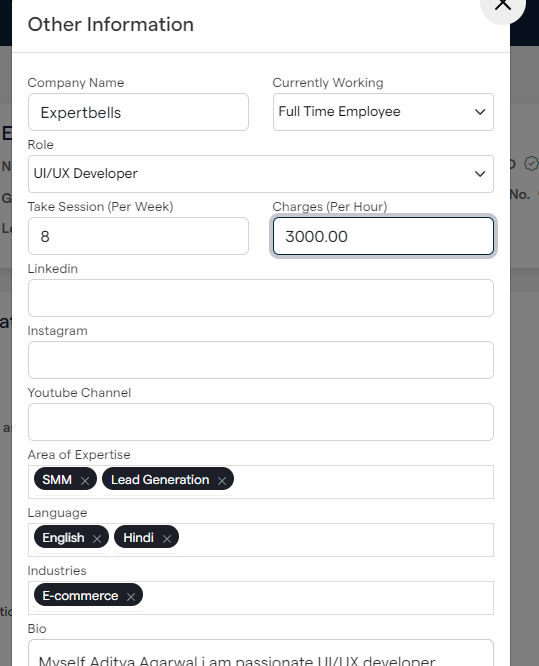 Other Information
Company Name
Currently Working
Expertbells
Full Time Employee
Role
UI/UX Developer
Take Session (Per Week)
Charges (Per Hour)
8
3000.00
Linkedin
Instagram
Youtube Channel
Area of Expertise
SMM
Lead Generation
Language
English
Hindi
Industries
E-commerce
Bio
Myself Aditya Agarwal i am passionate UI/UX developer
No.